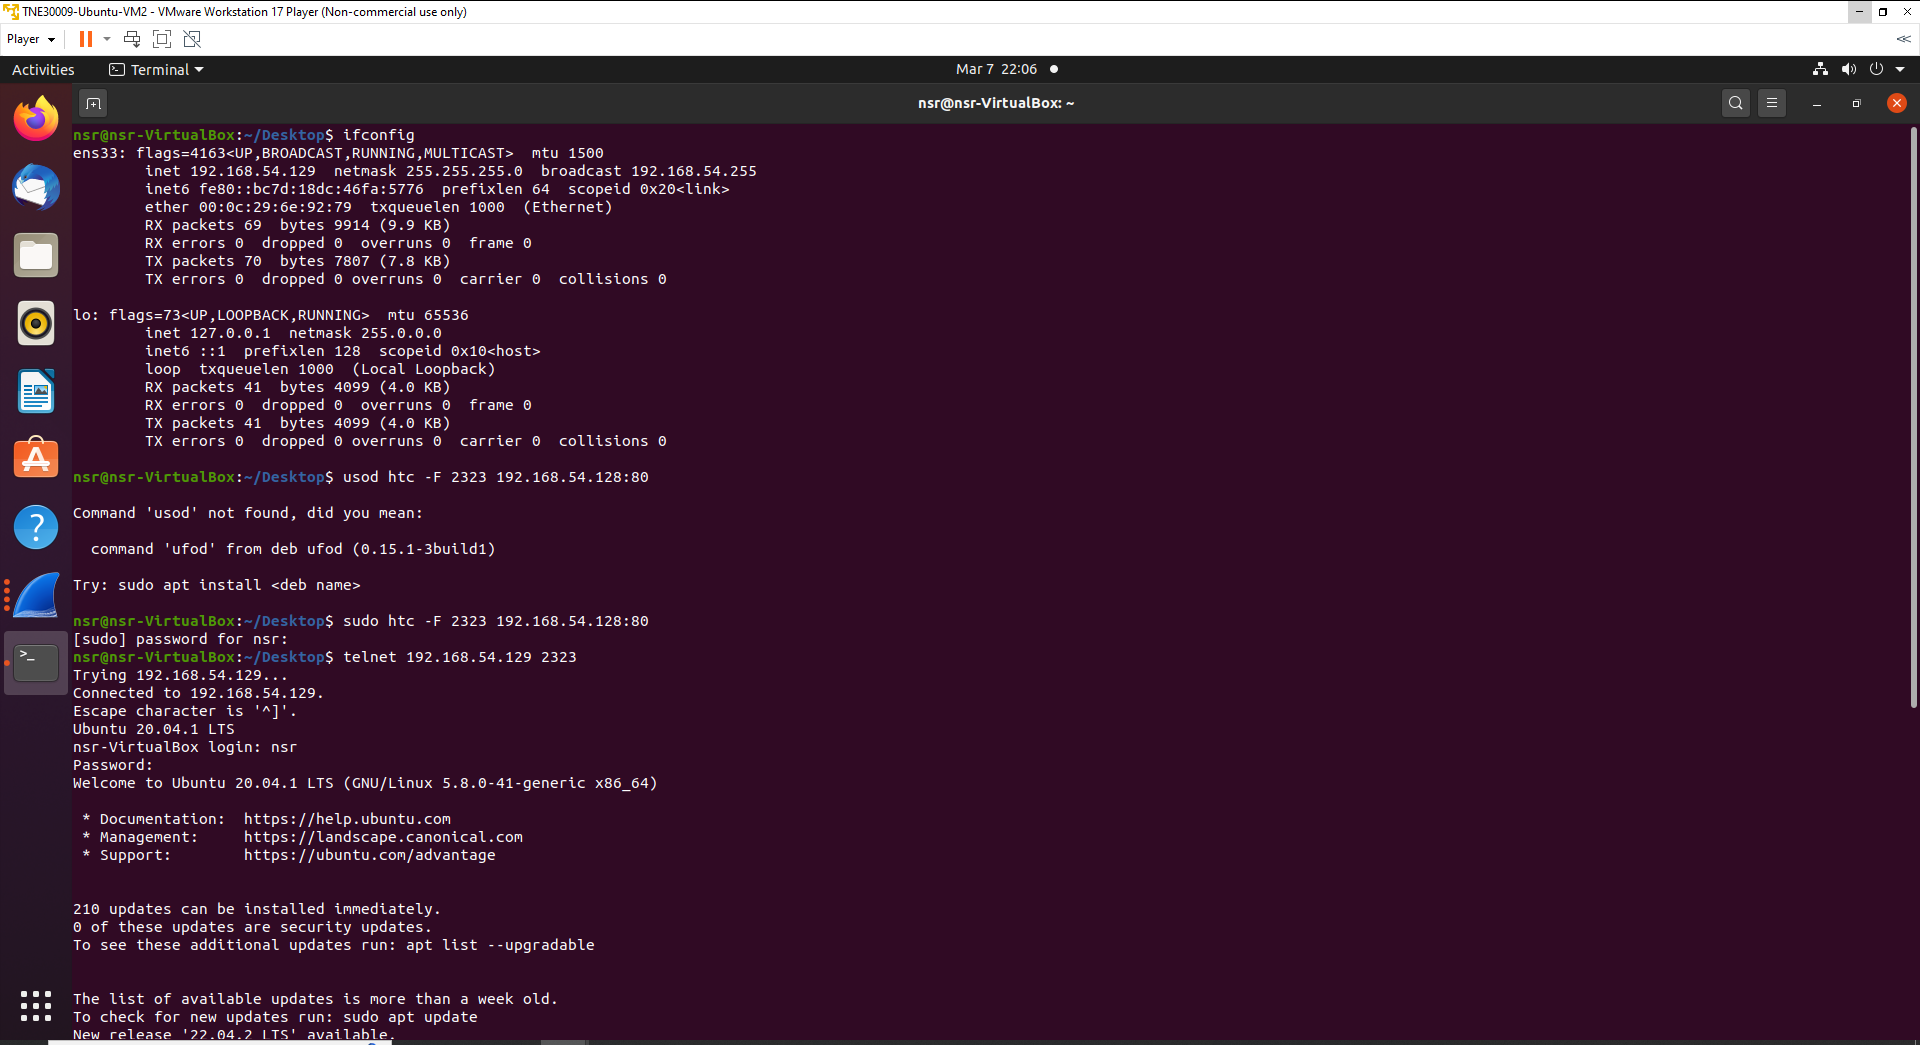 TNE30009-Ubuntu-VM2 - VMware Workstation 17 Player (Non-commercial use only)
Player
Activities
Terminal
Mar 7 22:06
nsr@nsr-VirtualBox: ~
nsr@nsr-VirtualBox:~/Desktop$ ifconfig
ens33: flags=4163<UP,BROADCAST,RUNNING,MULTICAST>  mtu 1500
        inet 192.168.54.129  netmask 255.255.255.0  broadcast 192.168.54.255
        inet6 fe80::bc7d:18dc:46fa:5776  prefixlen 64  scopeid 0x20<link>
        ether 00:0c:29:6e:92:79  txqueuelen 1000  (Ethernet)
        RX packets 69  bytes 9914 (9.9 KB)
        RX errors 0  dropped 0  overruns 0  frame 0
        TX packets 70  bytes 7807 (7.8 KB)
        TX errors 0  dropped 0 overruns 0  carrier 0  collisions 0
lo: flags=73<UP,LOOPBACK,RUNNING>  mtu 65536
        inet 127.0.0.1  netmask 255.0.0.0
        inet6 ::1  prefixlen 128  scopeid 0x10<host>
        loop  txqueuelen 1000  (Local Loopback)
        RX packets 41  bytes 4099 (4.0 KB)
        RX errors 0  dropped 0  overruns 0  frame 0
        TX packets 41  bytes 4099 (4.0 KB)
        TX errors 0  dropped 0 overruns 0  carrier 0  collisions 0
nsr@nsr-VirtualBox:~/Desktop$ usod htc -F 2323 192.168.54.128:80
Command 'usod' not found, did you mean:
  command 'ufod' from deb ufod (0.15.1-3build1)
Try: sudo apt install <deb name>
nsr@nsr-VirtualBox:~/Desktop$ sudo htc -F 2323 192.168.54.128:80
[sudo] password for nsr:
nsr@nsr-VirtualBox:~/Desktop$ telnet 192.168.54.129 2323
Trying 192.168.54.129...
Connected to 192.168.54.129.
Escape character is '^]'.
Ubuntu 20.04.1 LTS
nsr-VirtualBox login: nsr
Password:
Welcome to Ubuntu 20.04.1 LTS (GNU/Linux 5.8.0-41-generic x86_64)
 * Documentation:  https://help.ubuntu.com
 * Management:     https://landscape.canonical.com
 * Support:        https://ubuntu.com/advantage
210 updates can be installed immediately.
0 of these updates are security updates.
To see these additional updates run: apt list --upgradable
The list of available updates is more than a week old.
To check for new updates run: sudo apt update
New release '22.04.2 LTS' available.